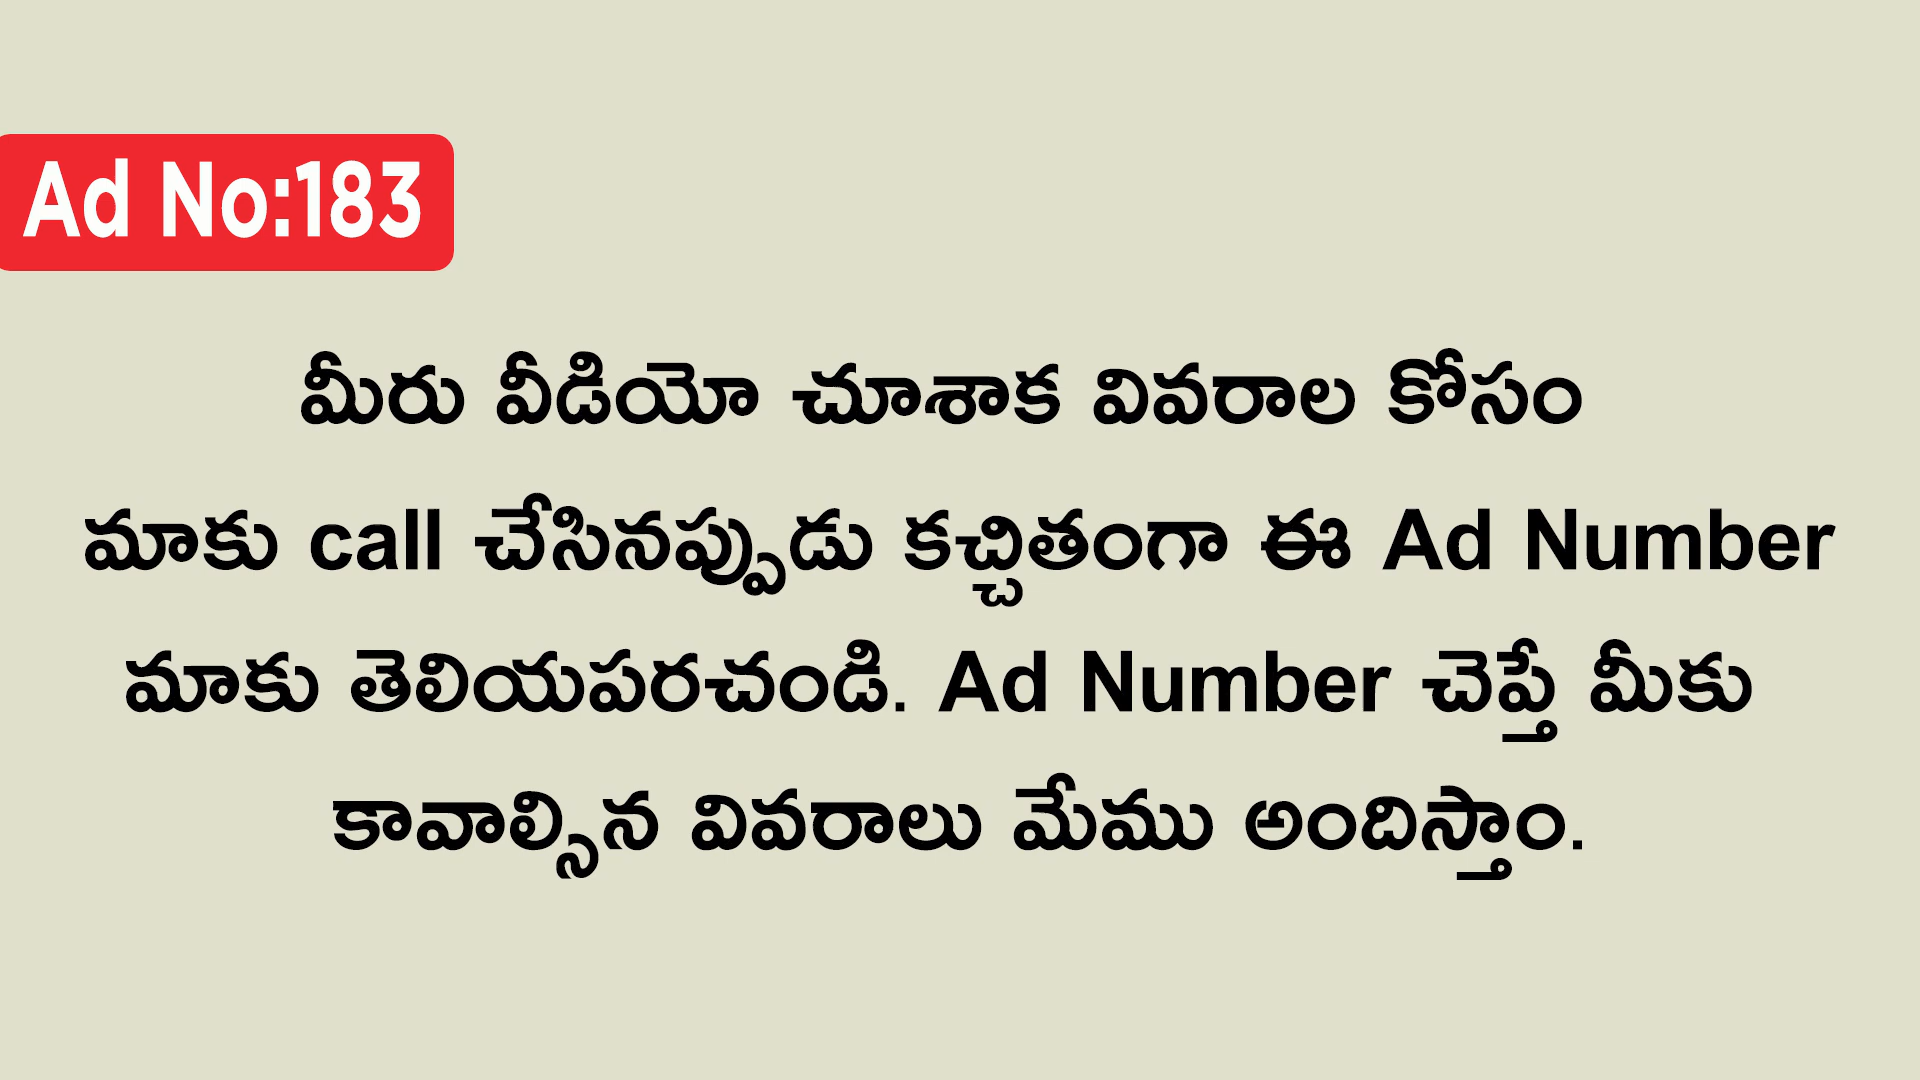 Ad No:183
మీరు వీడియో చూశాక వివరాల కోసం
మాకు call చేసినప్పుడు కచ్చితంగా ఈ Ad Number
మాకు తెలియపరచండి. Ad Number చెప్తే మీకు
కావాల్సిన వివరాలు మేము అందిస్తాం.